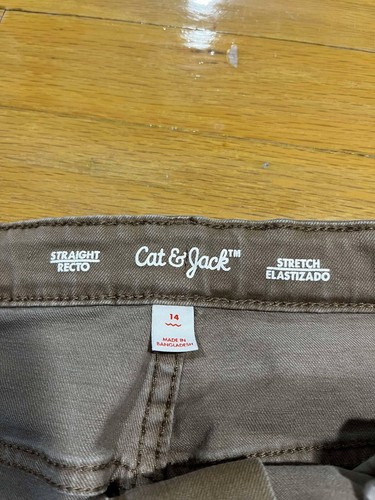 STRAIGHT
RECTO
Cat & Jack™
STRETCH
ELASTIZADO
14
MADE IN
BANGLADESH